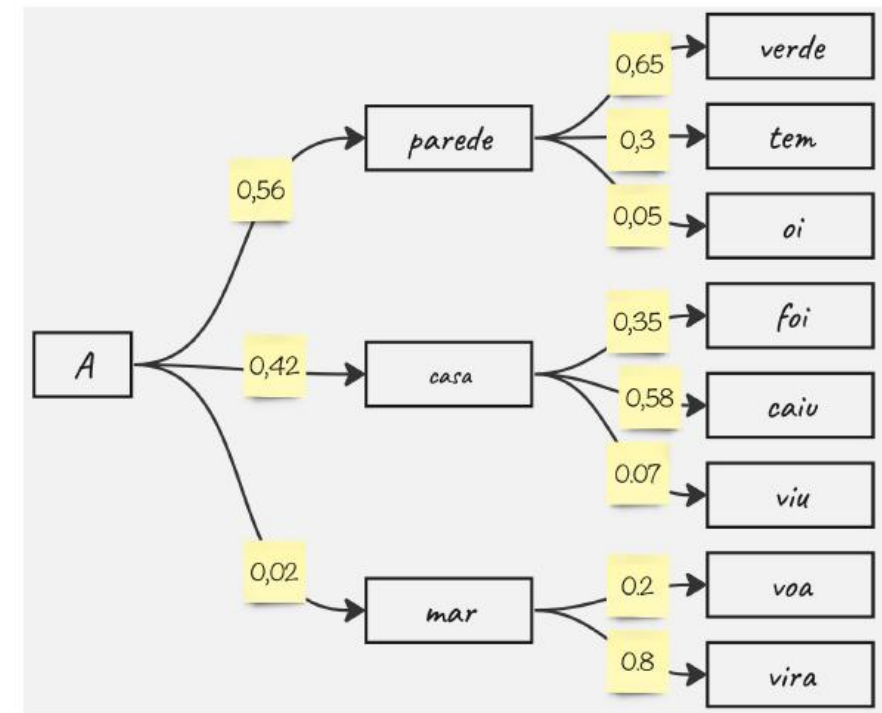 A
0,56
0,42
0,02
parede
casa
mar
0,65
0,3
0,05
0,35
0,58
0.07
0.2
0.8
verde
tem
oi
foi
caiu
viu
voa
vira